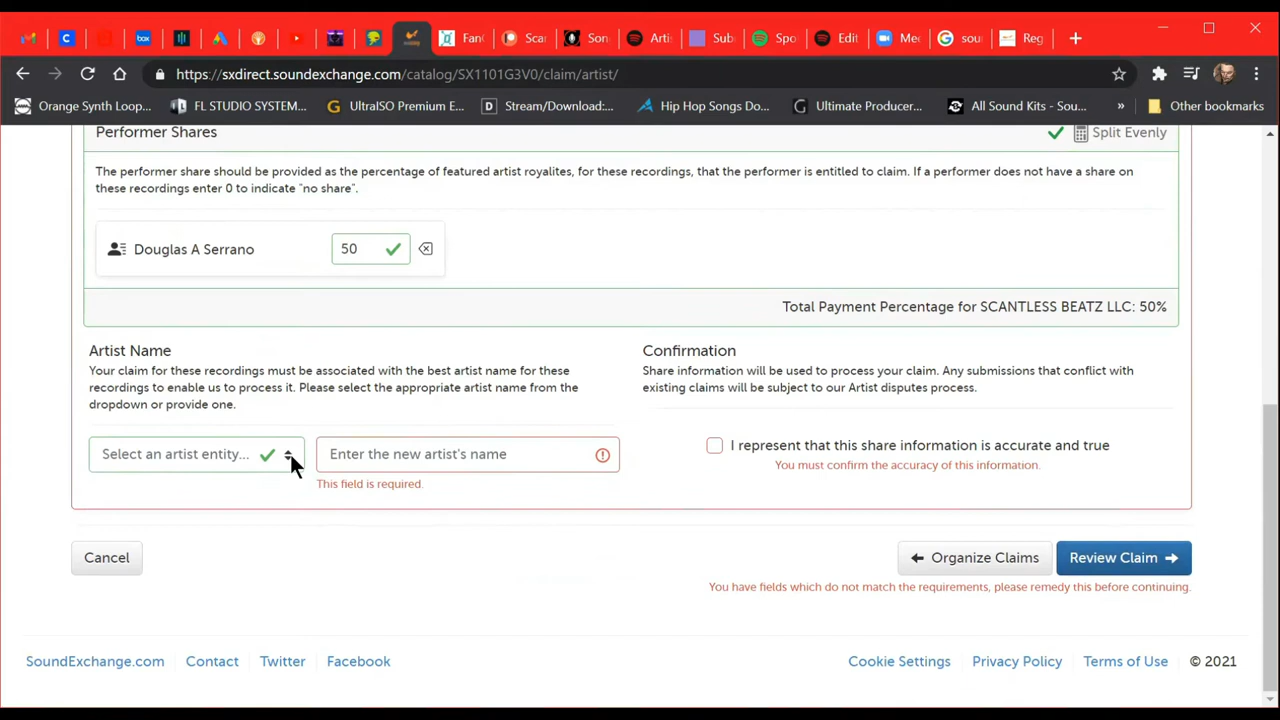 FanC
Scar
Son
Artis
Sub
Spo
Edit
Mee
sou
Reg
https://sxdirect.soundexchange.com/catalog/SX1101G3V0/claim/artist/
Orange Synth Loop...
FL STUDIO SYSTEM...
UltraISO Premium E...
Stream/Download:...
Hip Hop Songs Do...
Ultimate Producer...
All Sound Kits - Sou...
»
Other bookmarks
Performer Shares
Split Evenly
The performer share should be provided as the percentage of featured artist royalites, for these recordings, that the performer is entitled to claim. If a performer does not have a share on
these recordings enter 0 to indicate "no share".
Douglas A Serrano
50
Total Payment Percentage for SCANTLESS BEATZ LLC: 50%
Artist Name
Your claim for these recordings must be associated with the best artist name for these
recordings to enable us to process it. Please select the appropriate artist name from the
dropdown or provide one.
Select an artist entity...
Enter the new artist's name
This field is required.
Confirmation
Share information will be used to process your claim. Any submissions that conflict with
existing claims will be subject to our Artist disputes process.
I represent that this share information is accurate and true
You must confirm the accuracy of this information.
Cancel
Organize Claims
Review Claim
You have fields which do not match the requirements, please remedy this before continuing.
SoundExchange.com
Contact
Twitter
Facebook
Cookie Settings
Privacy Policy
Terms of Use
© 2021